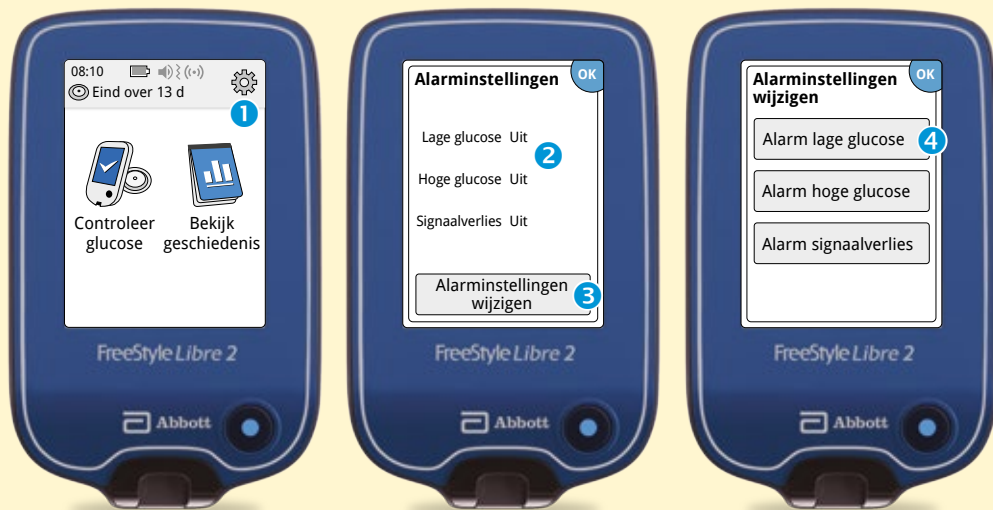 08:10
Eind over 13 d
1
Controleer
glucose
Bekijk
geschiedenis
FreeStyle Libre 2
Abbott
Alarminstellingen
OK
Lage glucose Uit
2
Hoge glucose Uit
Signaalverlies Uit
Alarminstellingen
wijzigen
3
FreeStyle Libre 2
Abbott
Alarminstellingen
wijzigen
OK
Alarm lage glucose
4
Alarm hoge glucose
Alarm signaalverlies
FreeStyle Libre 2
Abbott